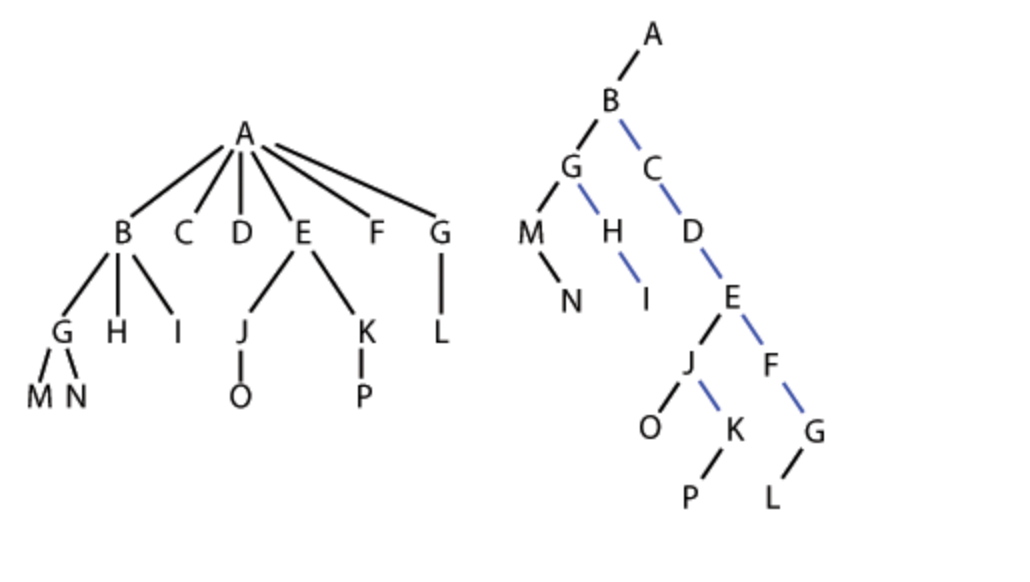 A
B C D E F G
G H I J K L
M N O P
A
B
G C
M H D
N I E
J F
O K G
P L